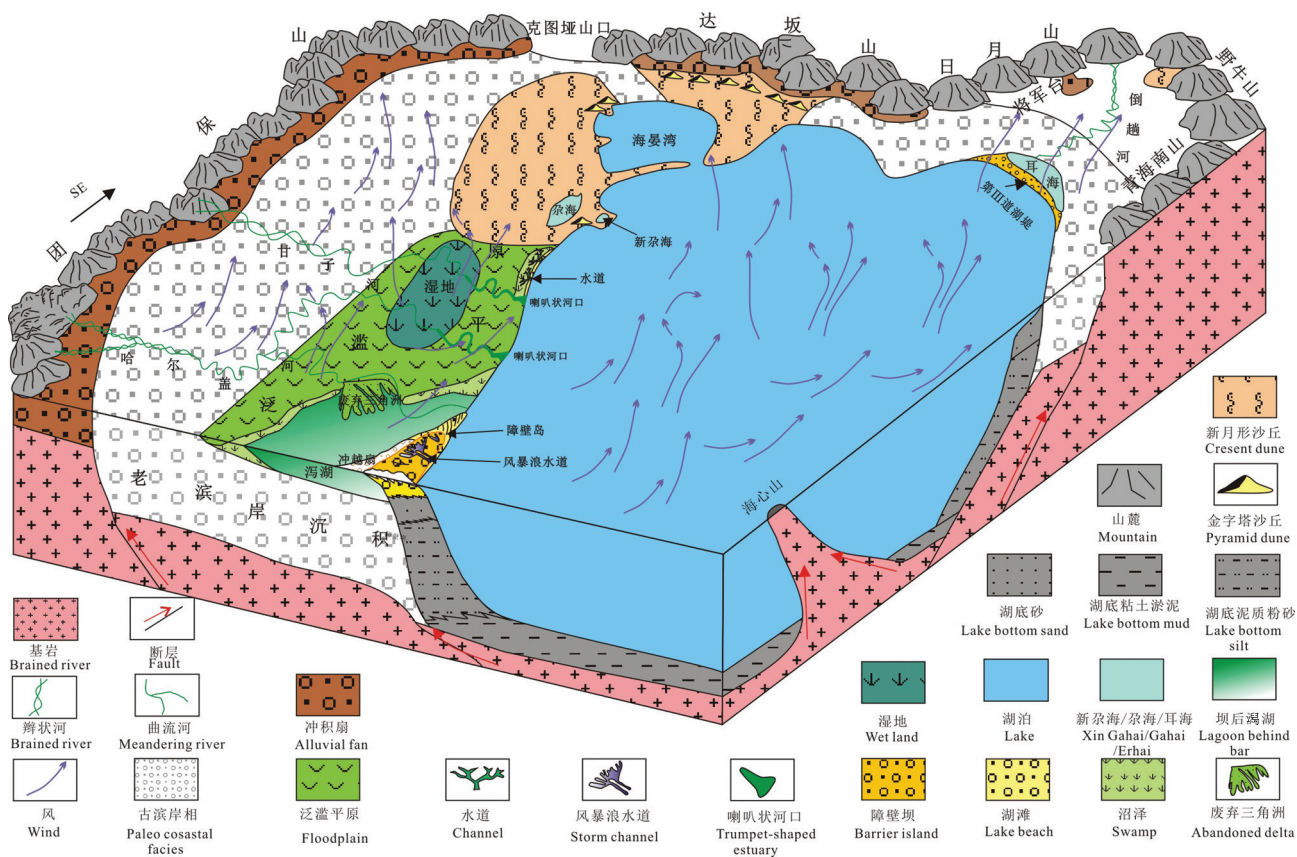 团保山
克图垭山口
达坂山
日月山
野牛山
将军台
倒趟河
青海南山
SE
海晏湾
耳海
第III道湖堤
尕海
新尕海
甘子河
哈尔盖河
湿地
泛滥平原
水道
喇叭状河口
喇叭状河口
废弃三角洲
障壁岛
冲越扇
风暴浪水道
泻湖
老滨岸沉积
海心山
新月形沙丘
Cresent dune
山麓
Mountain
金字塔沙丘
Pyramid dune
湖底砂
Lake bottom sand
湖底粘土淤泥
Lake bottom mud
湖底泥质粉砂
Lake bottom
silt
基岩
Brained river
断层
Fault
辫状河
Brained river
曲流河
Meandering river
冲积扇
Alluvial fan
湿地
Wet land
湖泊
Lake
新尕海/尕海/耳海
Xin Gahai/Gahai
/Erhai
坝后潟湖
Lagoon behind
bar
风
Wind
古滨岸相
Paleo cosastal
facies
泛滥平原
Floodplain
水道
Channel
风暴浪水道
Storm channel
喇叭状河口
Trumpet-shaped
estuary
障壁坝
Barrier island
湖滩
Lake beach
沼泽
Swamp
废弃三角洲
Abandoned delta